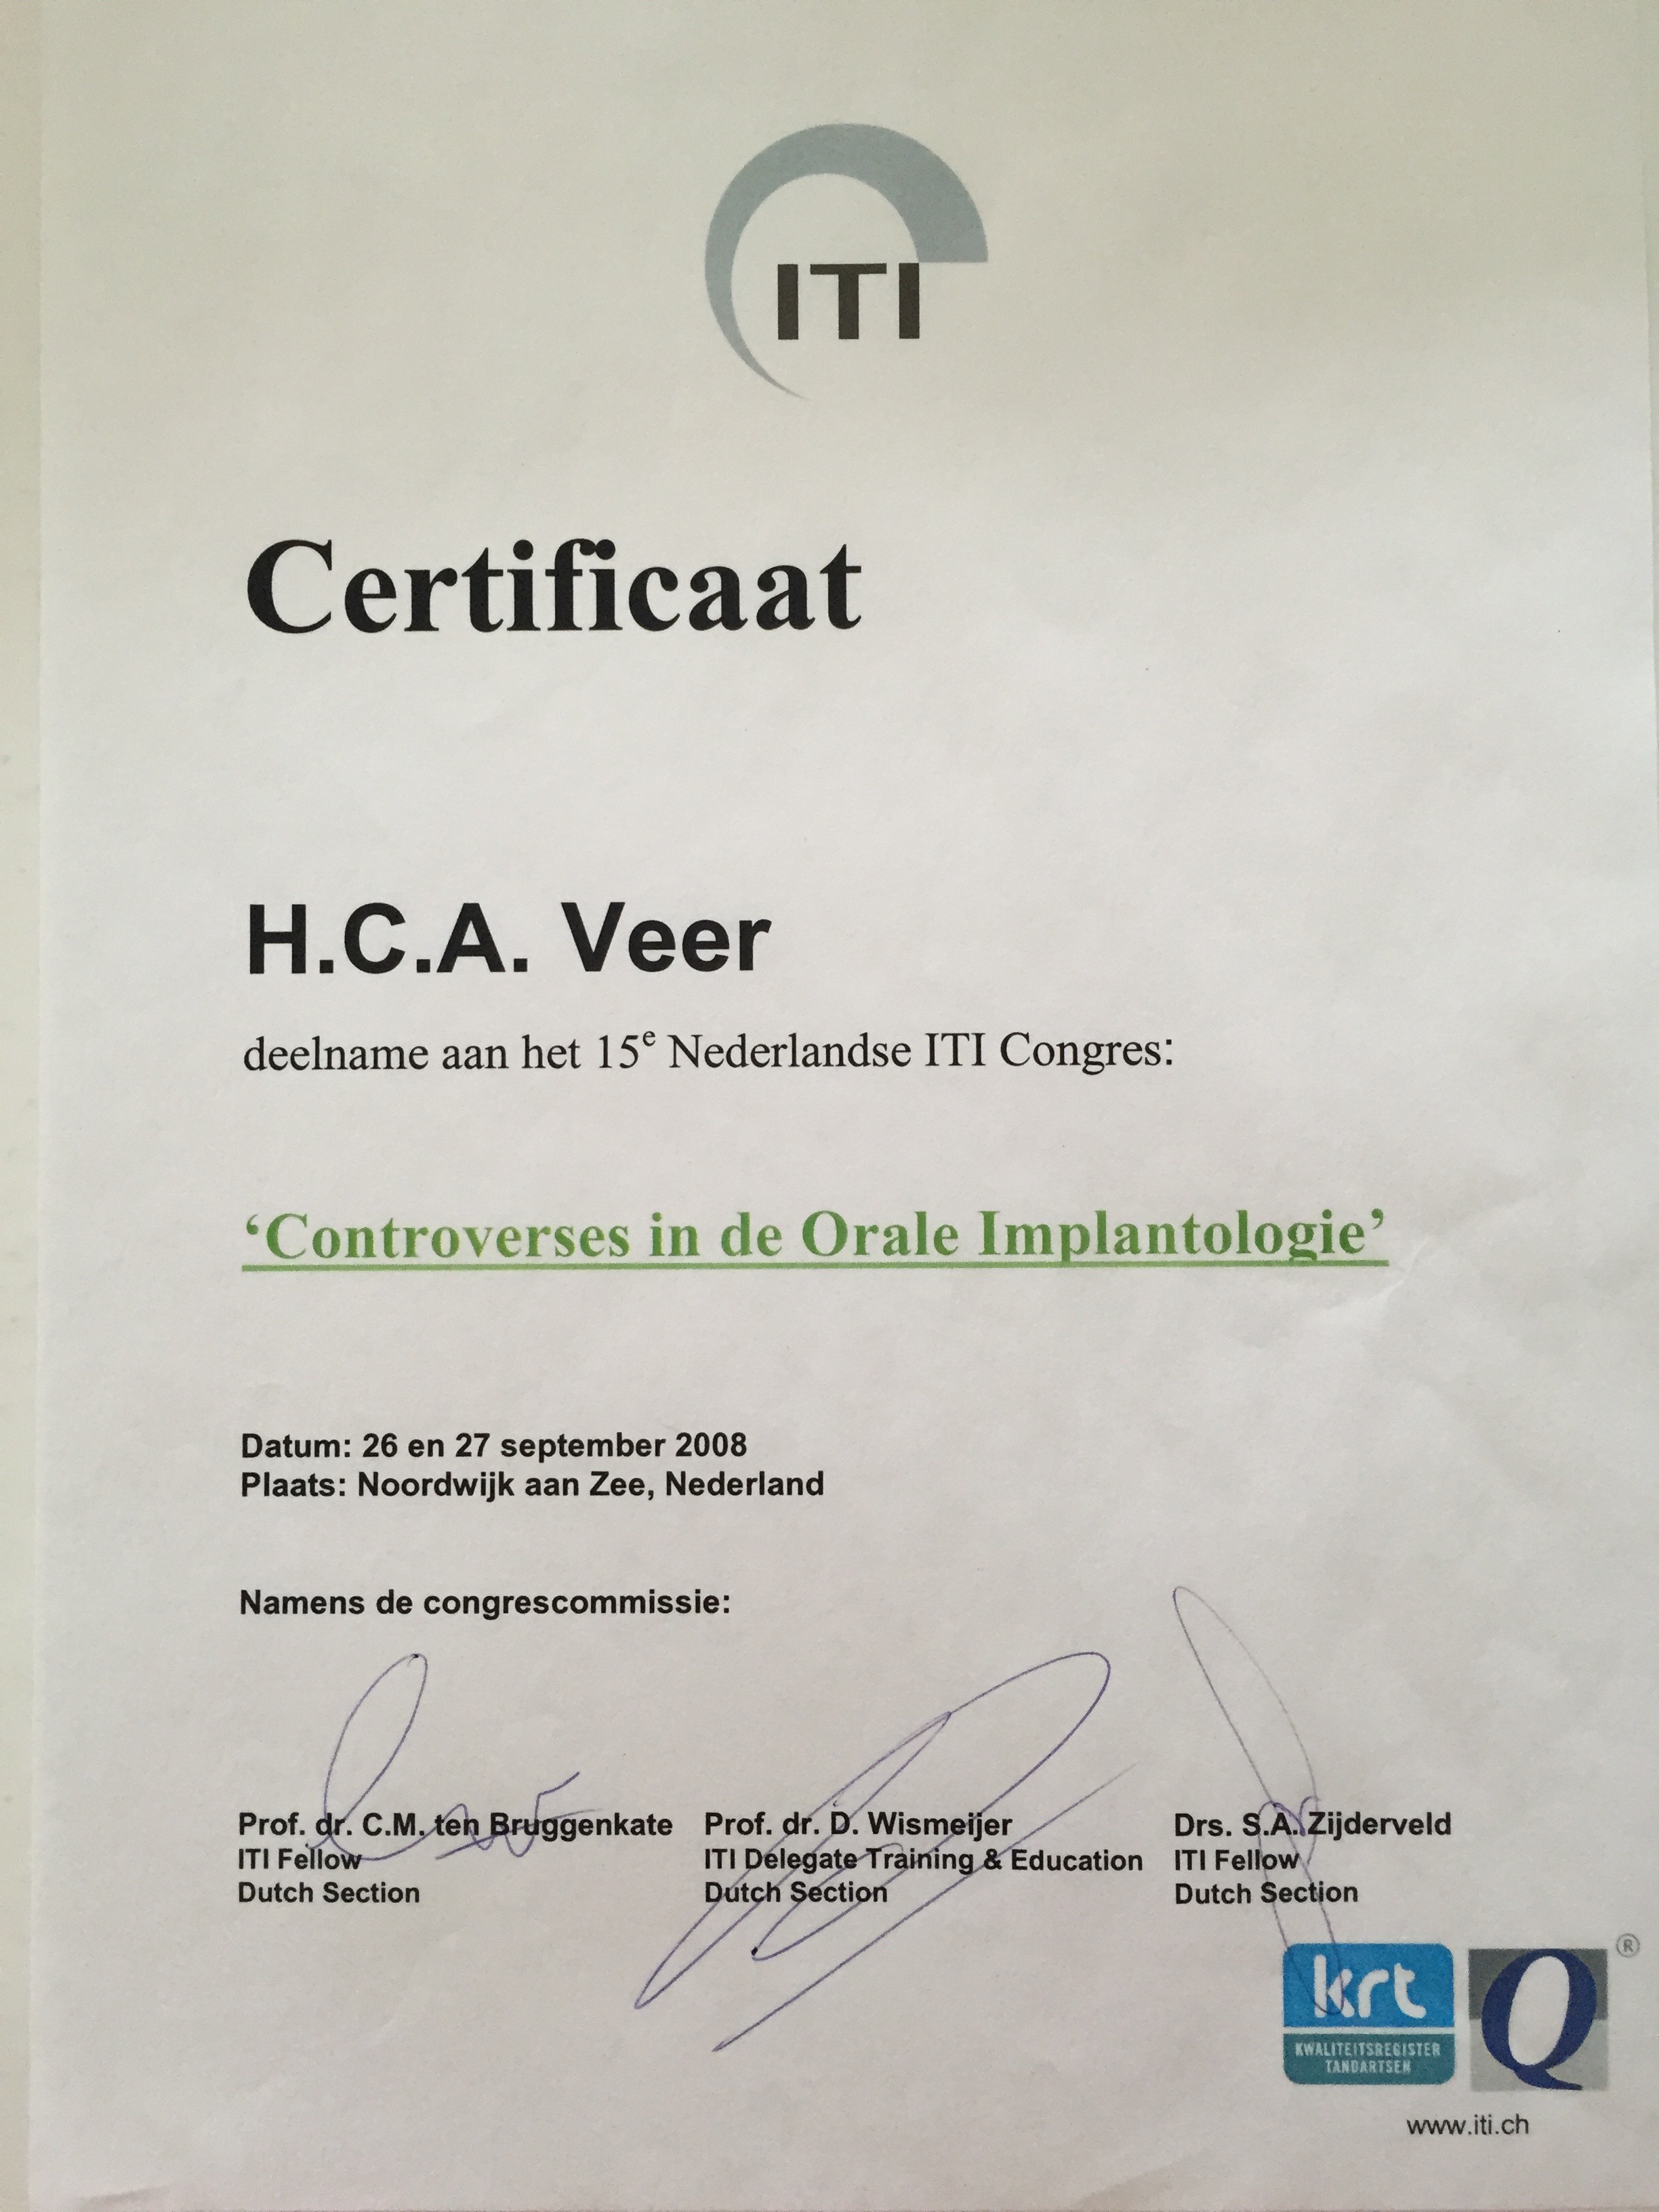 ITI
Certificaat
H.C.A. Veer
deelname aan het 15e Nederlandse ITI Congres:
‘Controverses in de Orale Implantologie’
Datum: 26 en 27 september 2008
Plaats: Noordwijk aan Zee, Nederland
Namens de congrescommissie:
Prof. dr. C.M. ten Bruggenkate
ITI Fellow
Dutch Section
Prof. dr. D. Wismeijer
ITI Delegate Training & Education
Dutch Section
Drs. S.A. Zijderveld
ITI Fellow
Dutch Section
krt
KWALITEITSREGISTER
TANDARTSEN
Q ®
www.iti.ch